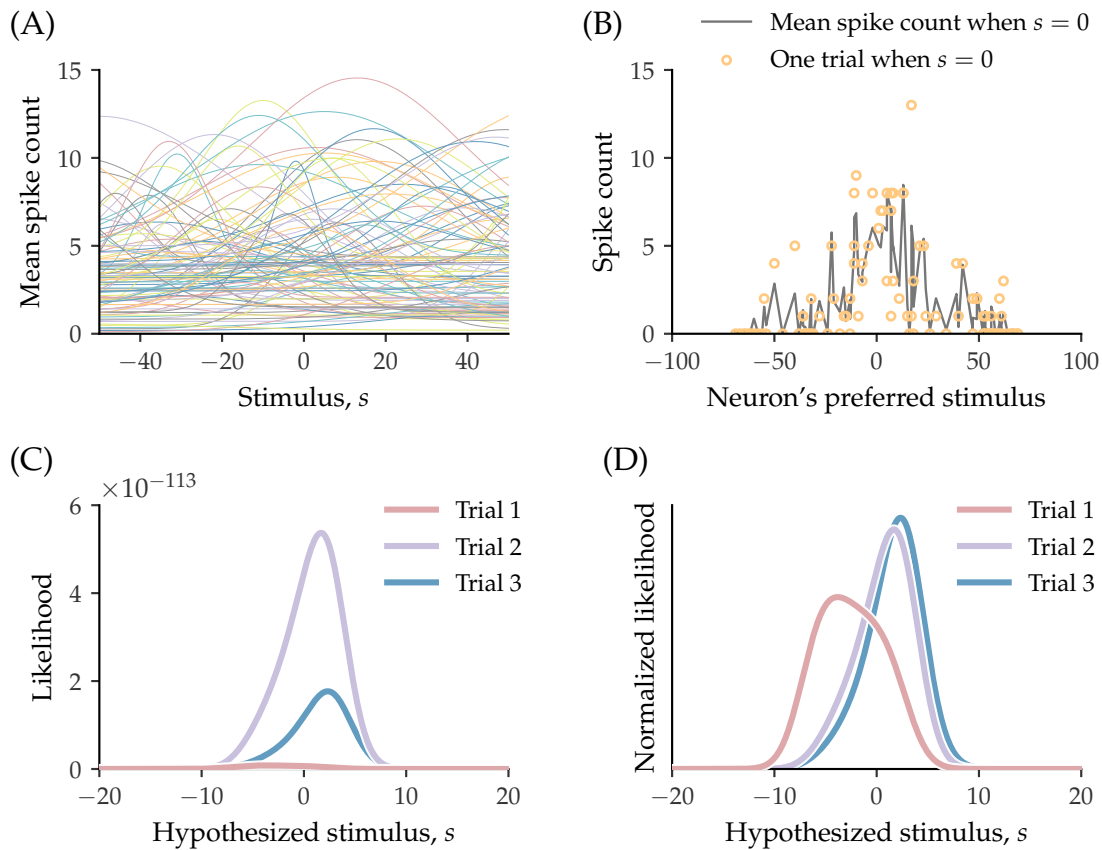 (A)
15
10
5
0
Mean spike count
−40
−20
0
20
40
Stimulus, s
(B)
Mean spike count when s = 0
One trial when s = 0
15
10
5
0
Spike count
−100
−50
0
50
100
Neuron's preferred stimulus
(C)
×10⁻¹¹³
6
4
2
0
Likelihood
Trial 1
Trial 2
Trial 3
−20
−10
0
10
20
Hypothesized stimulus, s
(D)
Normalized likelihood
Trial 1
Trial 2
Trial 3
−20
−10
0
10
20
Hypothesized stimulus, s